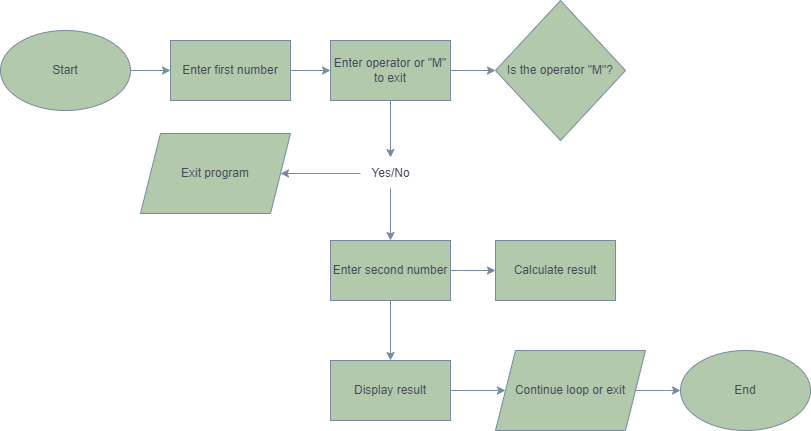 Start
Enter first number
Enter operator or "M"
to exit
Is the operator "M"?
Exit program
Yes/No
Enter second number
Calculate result
Display result
Continue loop or exit
End